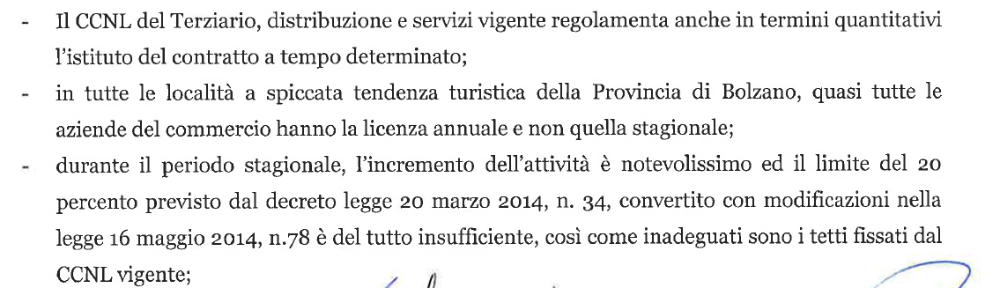 - Il CCNL del Terziario, distribuzione e servizi vigente regolamenta anche in termini quantitativi
l'istituto del contratto a tempo determinato;
- in tutte le località a spiccata tendenza turistica della Provincia di Bolzano, quasi tutte le
aziende del commercio hanno la licenza annuale e non quella stagionale;
- durante il periodo stagionale, l'incremento dell'attività è notevolissimo ed il limite del 20
percento previsto dal decreto legge 20 marzo 2014, n. 34, convertito con modificazioni nella
legge 16 maggio 2014, n.78 è del tutto insufficiente, così come inadeguati sono i tetti fissati dal
CCNL vigente;